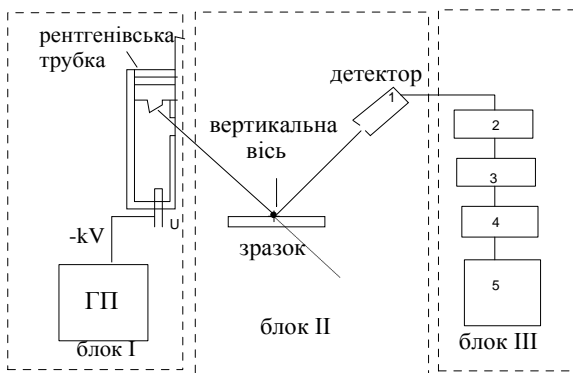 рентгенівська
трубка
детектор
1
вертикальна
вісь
2
3
4
5
U
-kV
зразок
ГП
блок I
блок II
блок III